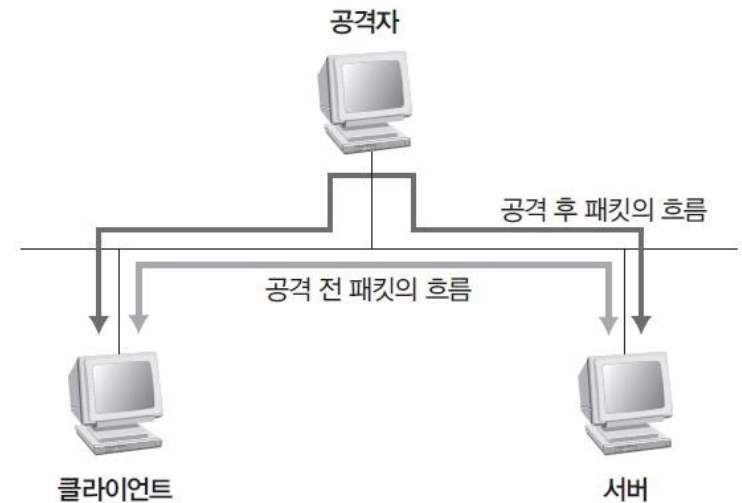 공격자
공격 후 패킷의 흐름
공격 전 패킷의 흐름
클라이언트
서버